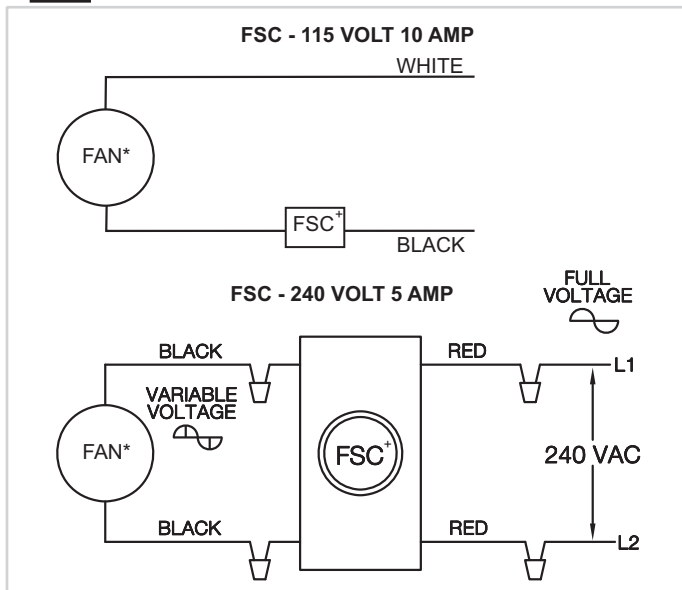 FSC - 115 VOLT 10 AMP
WHITE
FAN*
FSC+
BLACK
FSC - 240 VOLT 5 AMP
FULL
VOLTAGE
BLACK
RED
L1
VARIABLE
VOLTAGE
FAN*
FSC+
240 VAC
BLACK
RED
L2